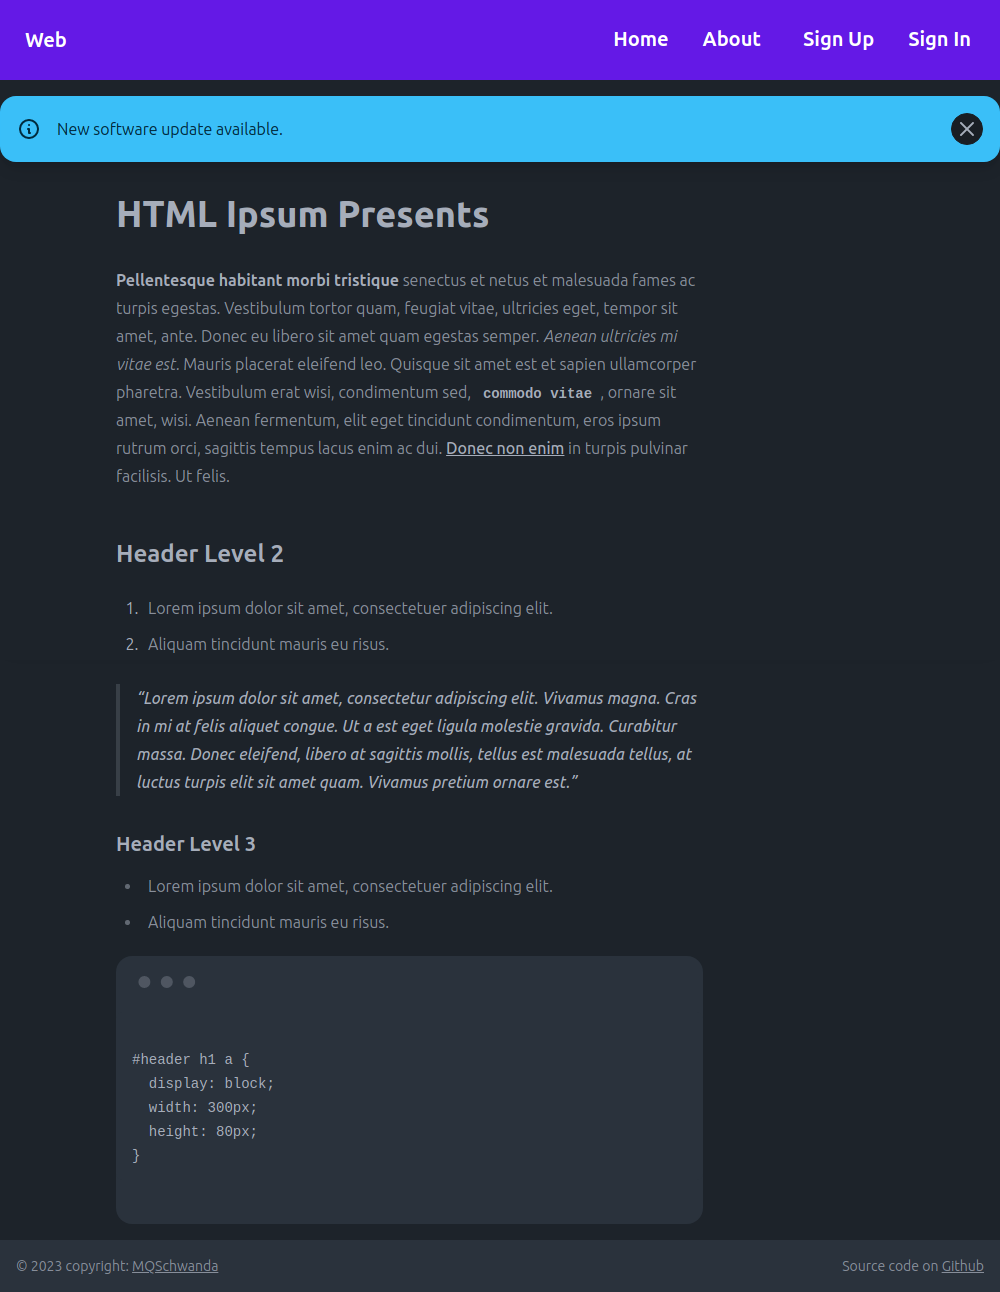 Web
Home About Sign Up Sign In
New software update available.
HTML Ipsum Presents
Pellentesque habitant morbi tristique senectus et netus et malesuada fames ac
turpis egestas. Vestibulum tortor quam, feugiat vitae, ultricies eget, tempor sit
amet, ante. Donec eu libero sit amet quam egestas semper. Aenean ultricies mi
vitae est. Mauris placerat eleifend leo. Quisque sit amet est et sapien ullamcorper
pharetra. Vestibulum erat wisi, condimentum sed, commodo vitae , ornare sit
amet, wisi. Aenean fermentum, elit eget tincidunt condimentum, eros ipsum
rutrum orci, sagittis tempus lacus enim ac dui. Donec non enim in turpis pulvinar
facilisis. Ut felis.
Header Level 2
1. Lorem ipsum dolor sit amet, consectetuer adipiscing elit.
2. Aliquam tincidunt mauris eu risus.
“Lorem ipsum dolor sit amet, consectetur adipiscing elit. Vivamus magna. Cras
in mi at felis aliquet congue. Ut a est eget ligula molestie gravida. Curabitur
massa. Donec eleifend, libero at sagittis mollis, tellus est malesuada tellus, at
luctus turpis elit sit amet quam. Vivamus pretium ornare est.”
Header Level 3
• Lorem ipsum dolor sit amet, consectetuer adipiscing elit.
• Aliquam tincidunt mauris eu risus.
#header h1 a {
  display: block;
  width: 300px;
  height: 80px;
}
© 2023 copyright: MQSchwanda
Source code on Github